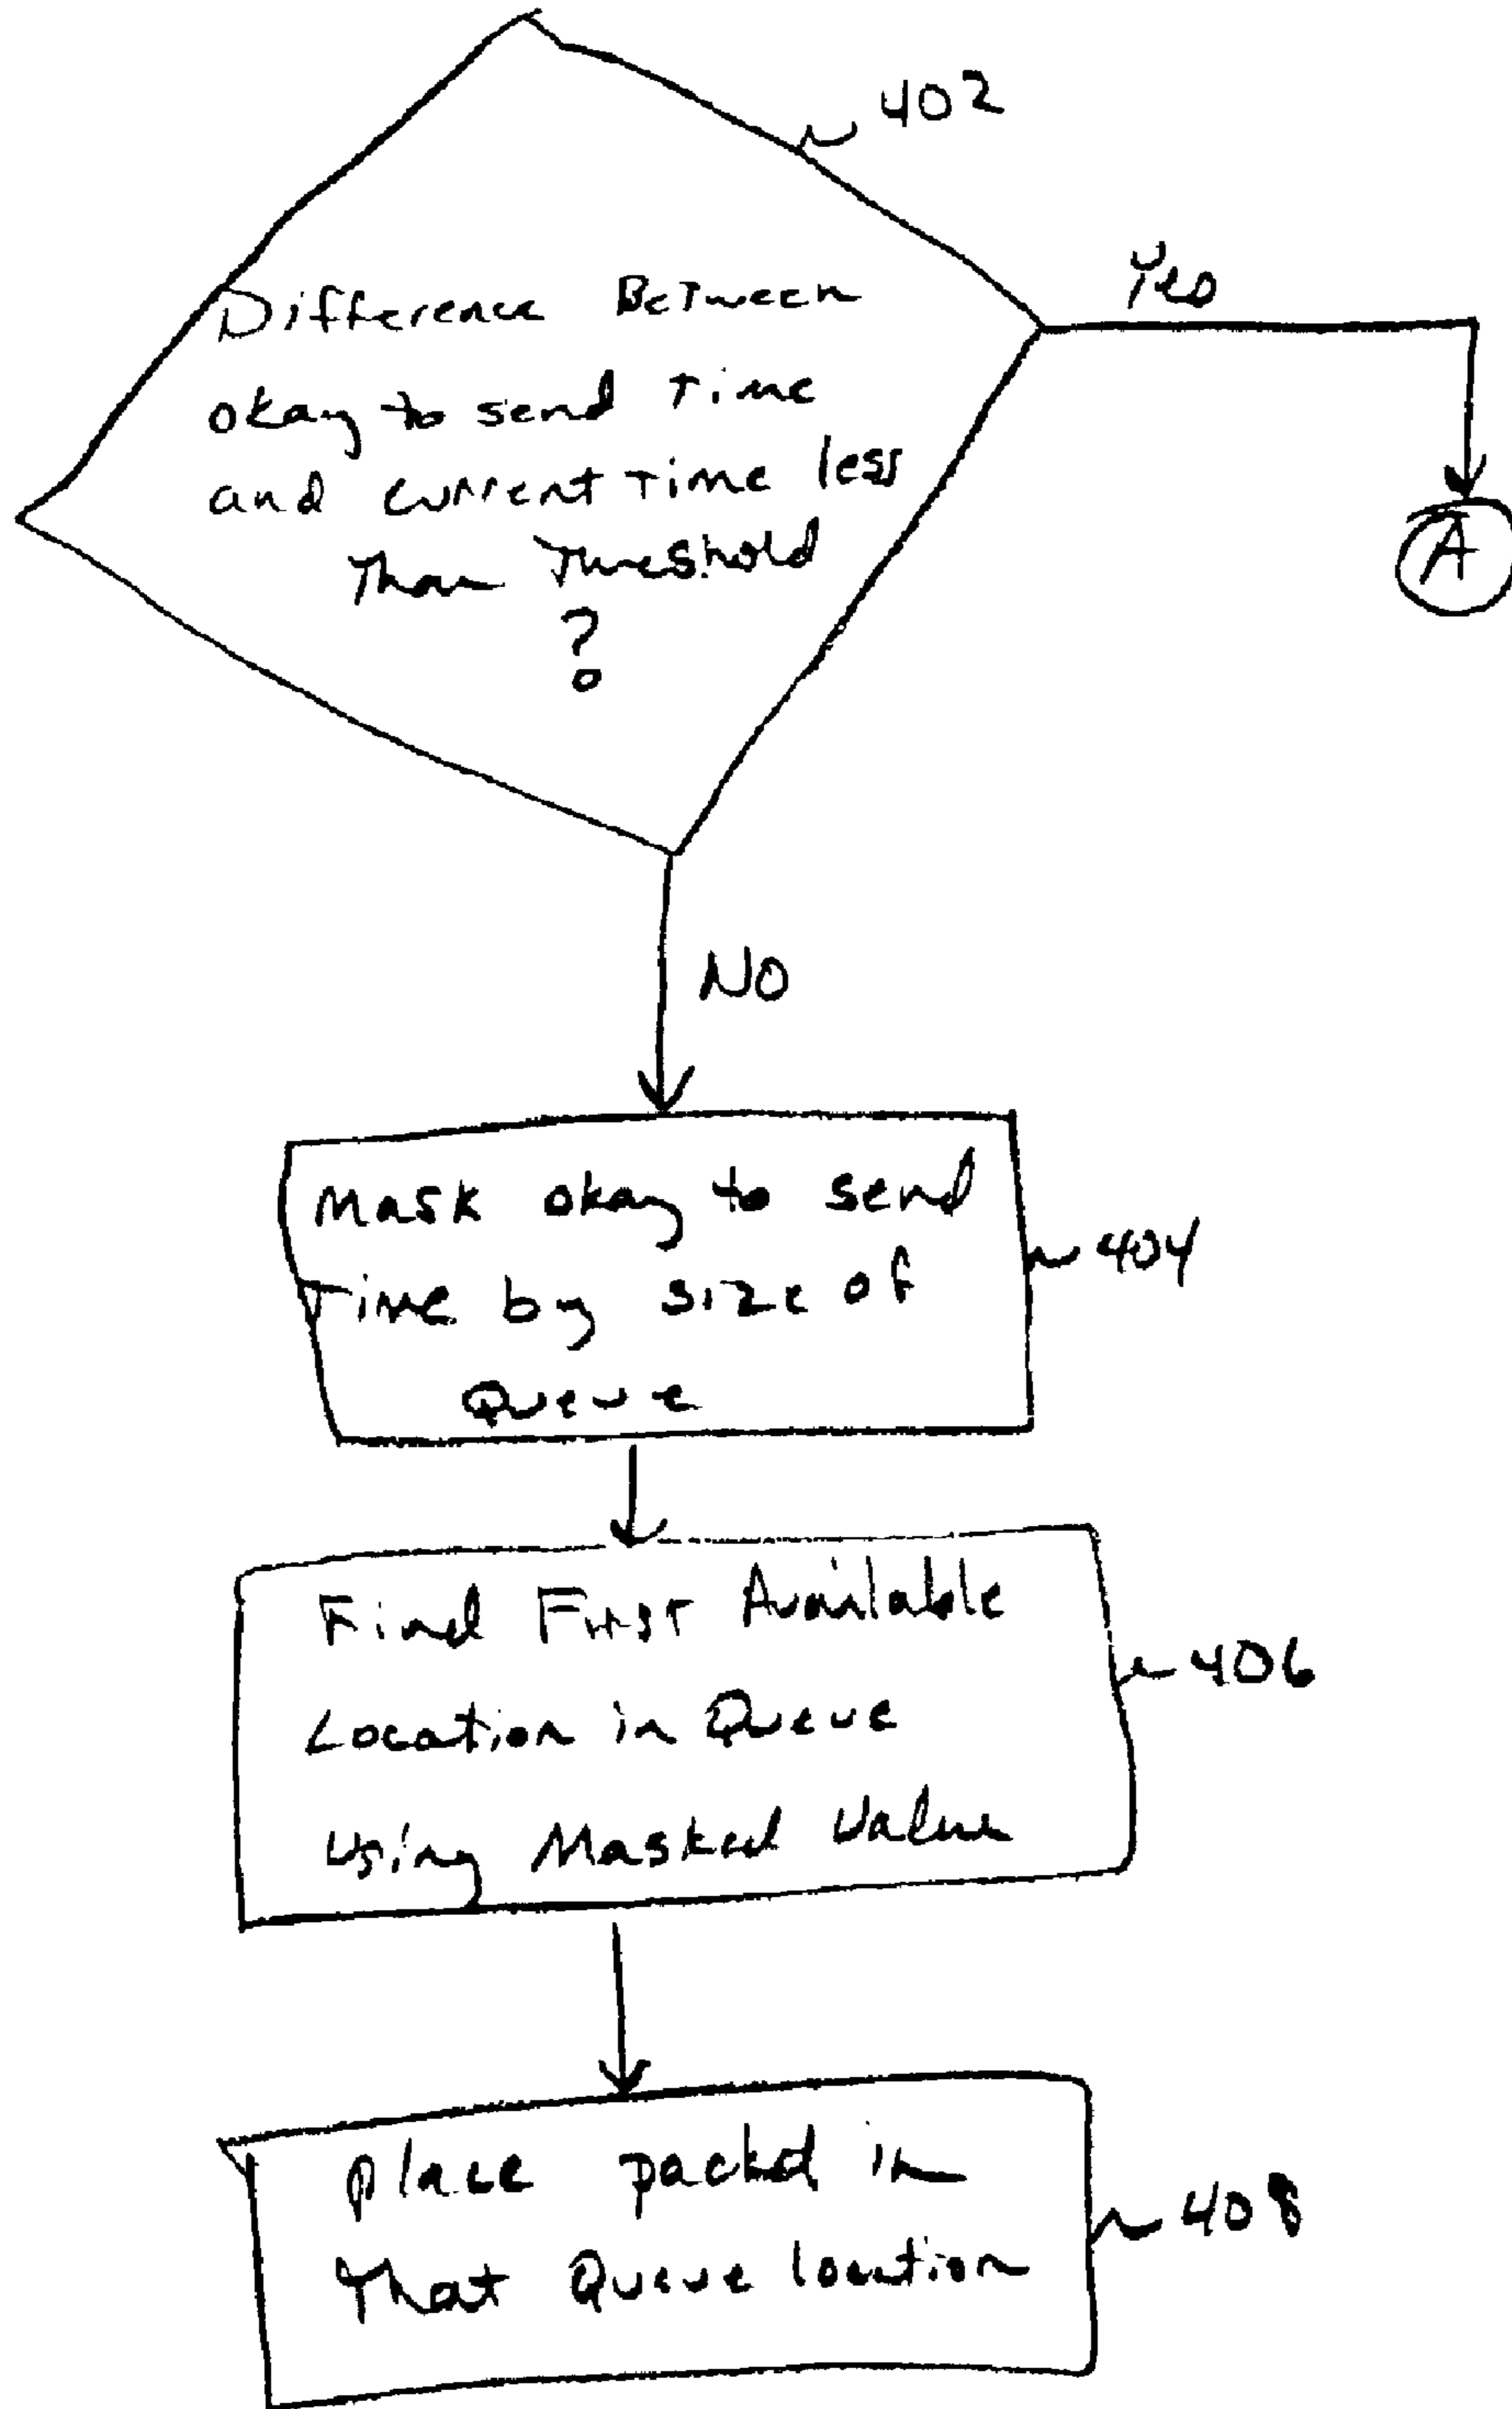 402
Yes
Difference Between
okay to send Time
and current Time less
Than Threshold
?
A
NO
Mask okay to send
Time by size of
Queue
404
Find First Available
Location in Queue
using Masked Value
406
place packet in
That Queue location
408